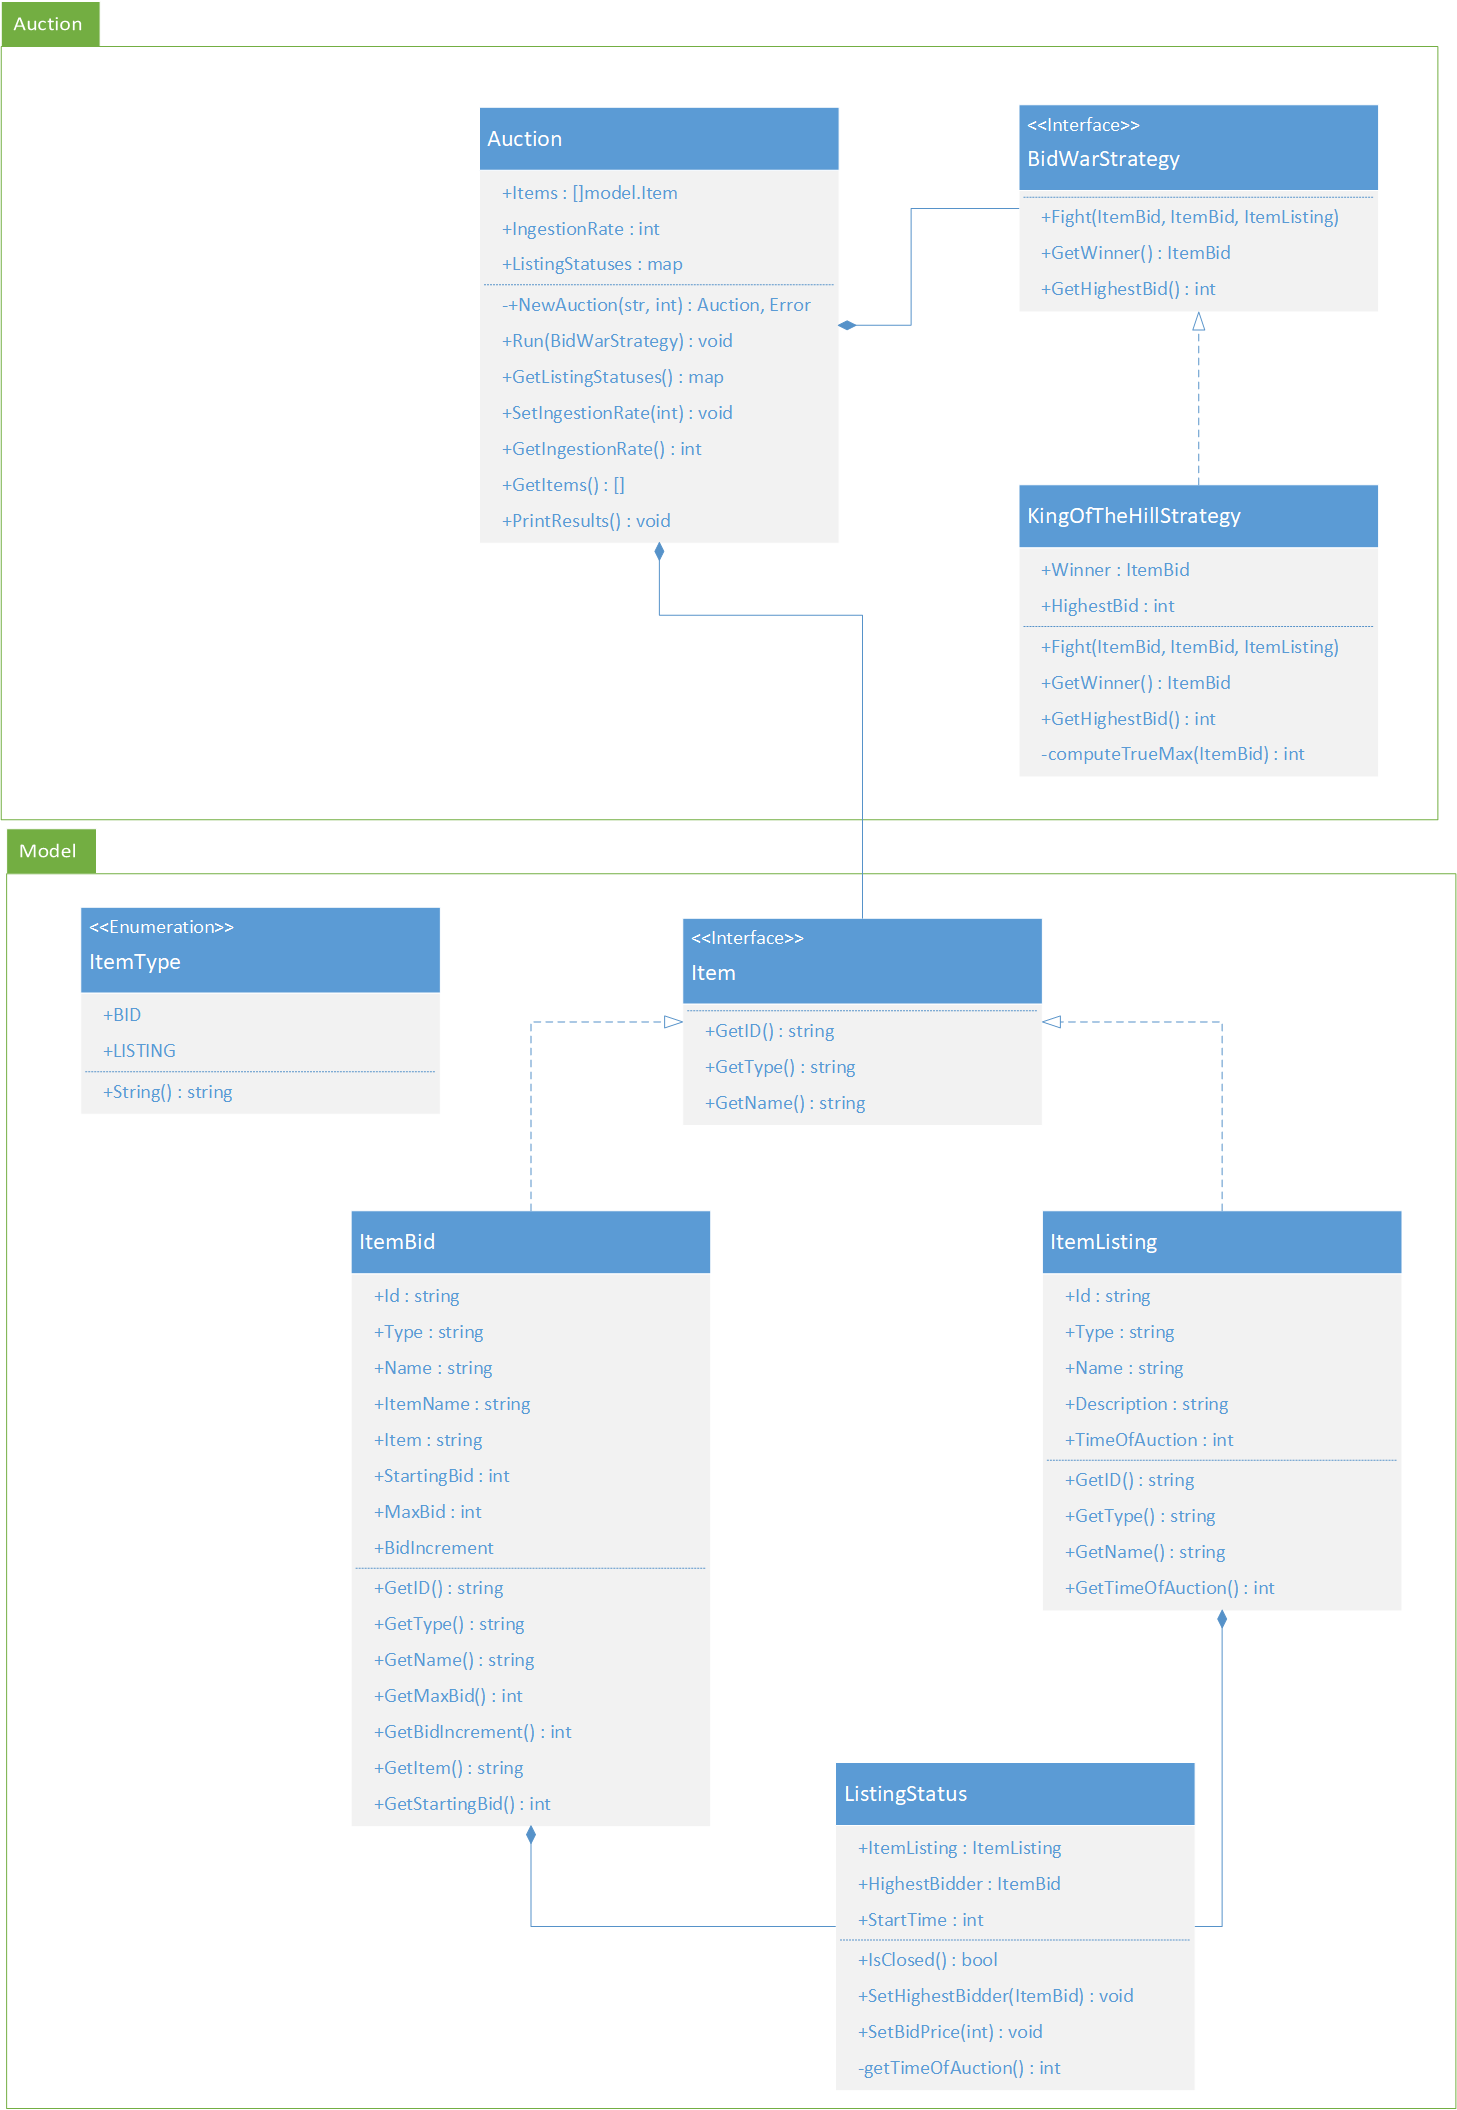 Auction
Auction
+Items : []model.Item
+IngestionRate : int
+ListingStatuses : map
-+NewAuction(str, int) : Auction, Error
+Run(BidWarStrategy) : void
+GetListingStatuses() : map
+SetIngestionRate(int) : void
+GetIngestionRate() : int
+GetItems() : []
+PrintResults() : void
<<Interface>>
BidWarStrategy
+Fight(ItemBid, ItemBid, ItemListing)
+GetWinner() : ItemBid
+GetHighestBid() : int
KingOfTheHillStrategy
+Winner : ItemBid
+HighestBid : int
+Fight(ItemBid, ItemBid, ItemListing)
+GetWinner() : ItemBid
+GetHighestBid() : int
-computeTrueMax(ItemBid) : int
Model
<<Enumeration>>
ItemType
+BID
+LISTING
+String() : string
<<Interface>>
Item
+GetID() : string
+GetType() : string
+GetName() : string
ItemBid
+Id : string
+Type : string
+Name : string
+ItemName : string
+Item : string
+StartingBid : int
+MaxBid : int
+BidIncrement
+GetID() : string
+GetType() : string
+GetName() : string
+GetMaxBid() : int
+GetBidIncrement() : int
+GetItem() : string
+GetStartingBid() : int
ItemListing
+Id : string
+Type : string
+Name : string
+Description : string
+TimeOfAuction : int
+GetID() : string
+GetType() : string
+GetName() : string
+GetTimeOfAuction() : int
ListingStatus
+ItemListing : ItemListing
+HighestBidder : ItemBid
+StartTime : int
+IsClosed() : bool
+SetHighestBidder(ItemBid) : void
+SetBidPrice(int) : void
-getTimeOfAuction() : int